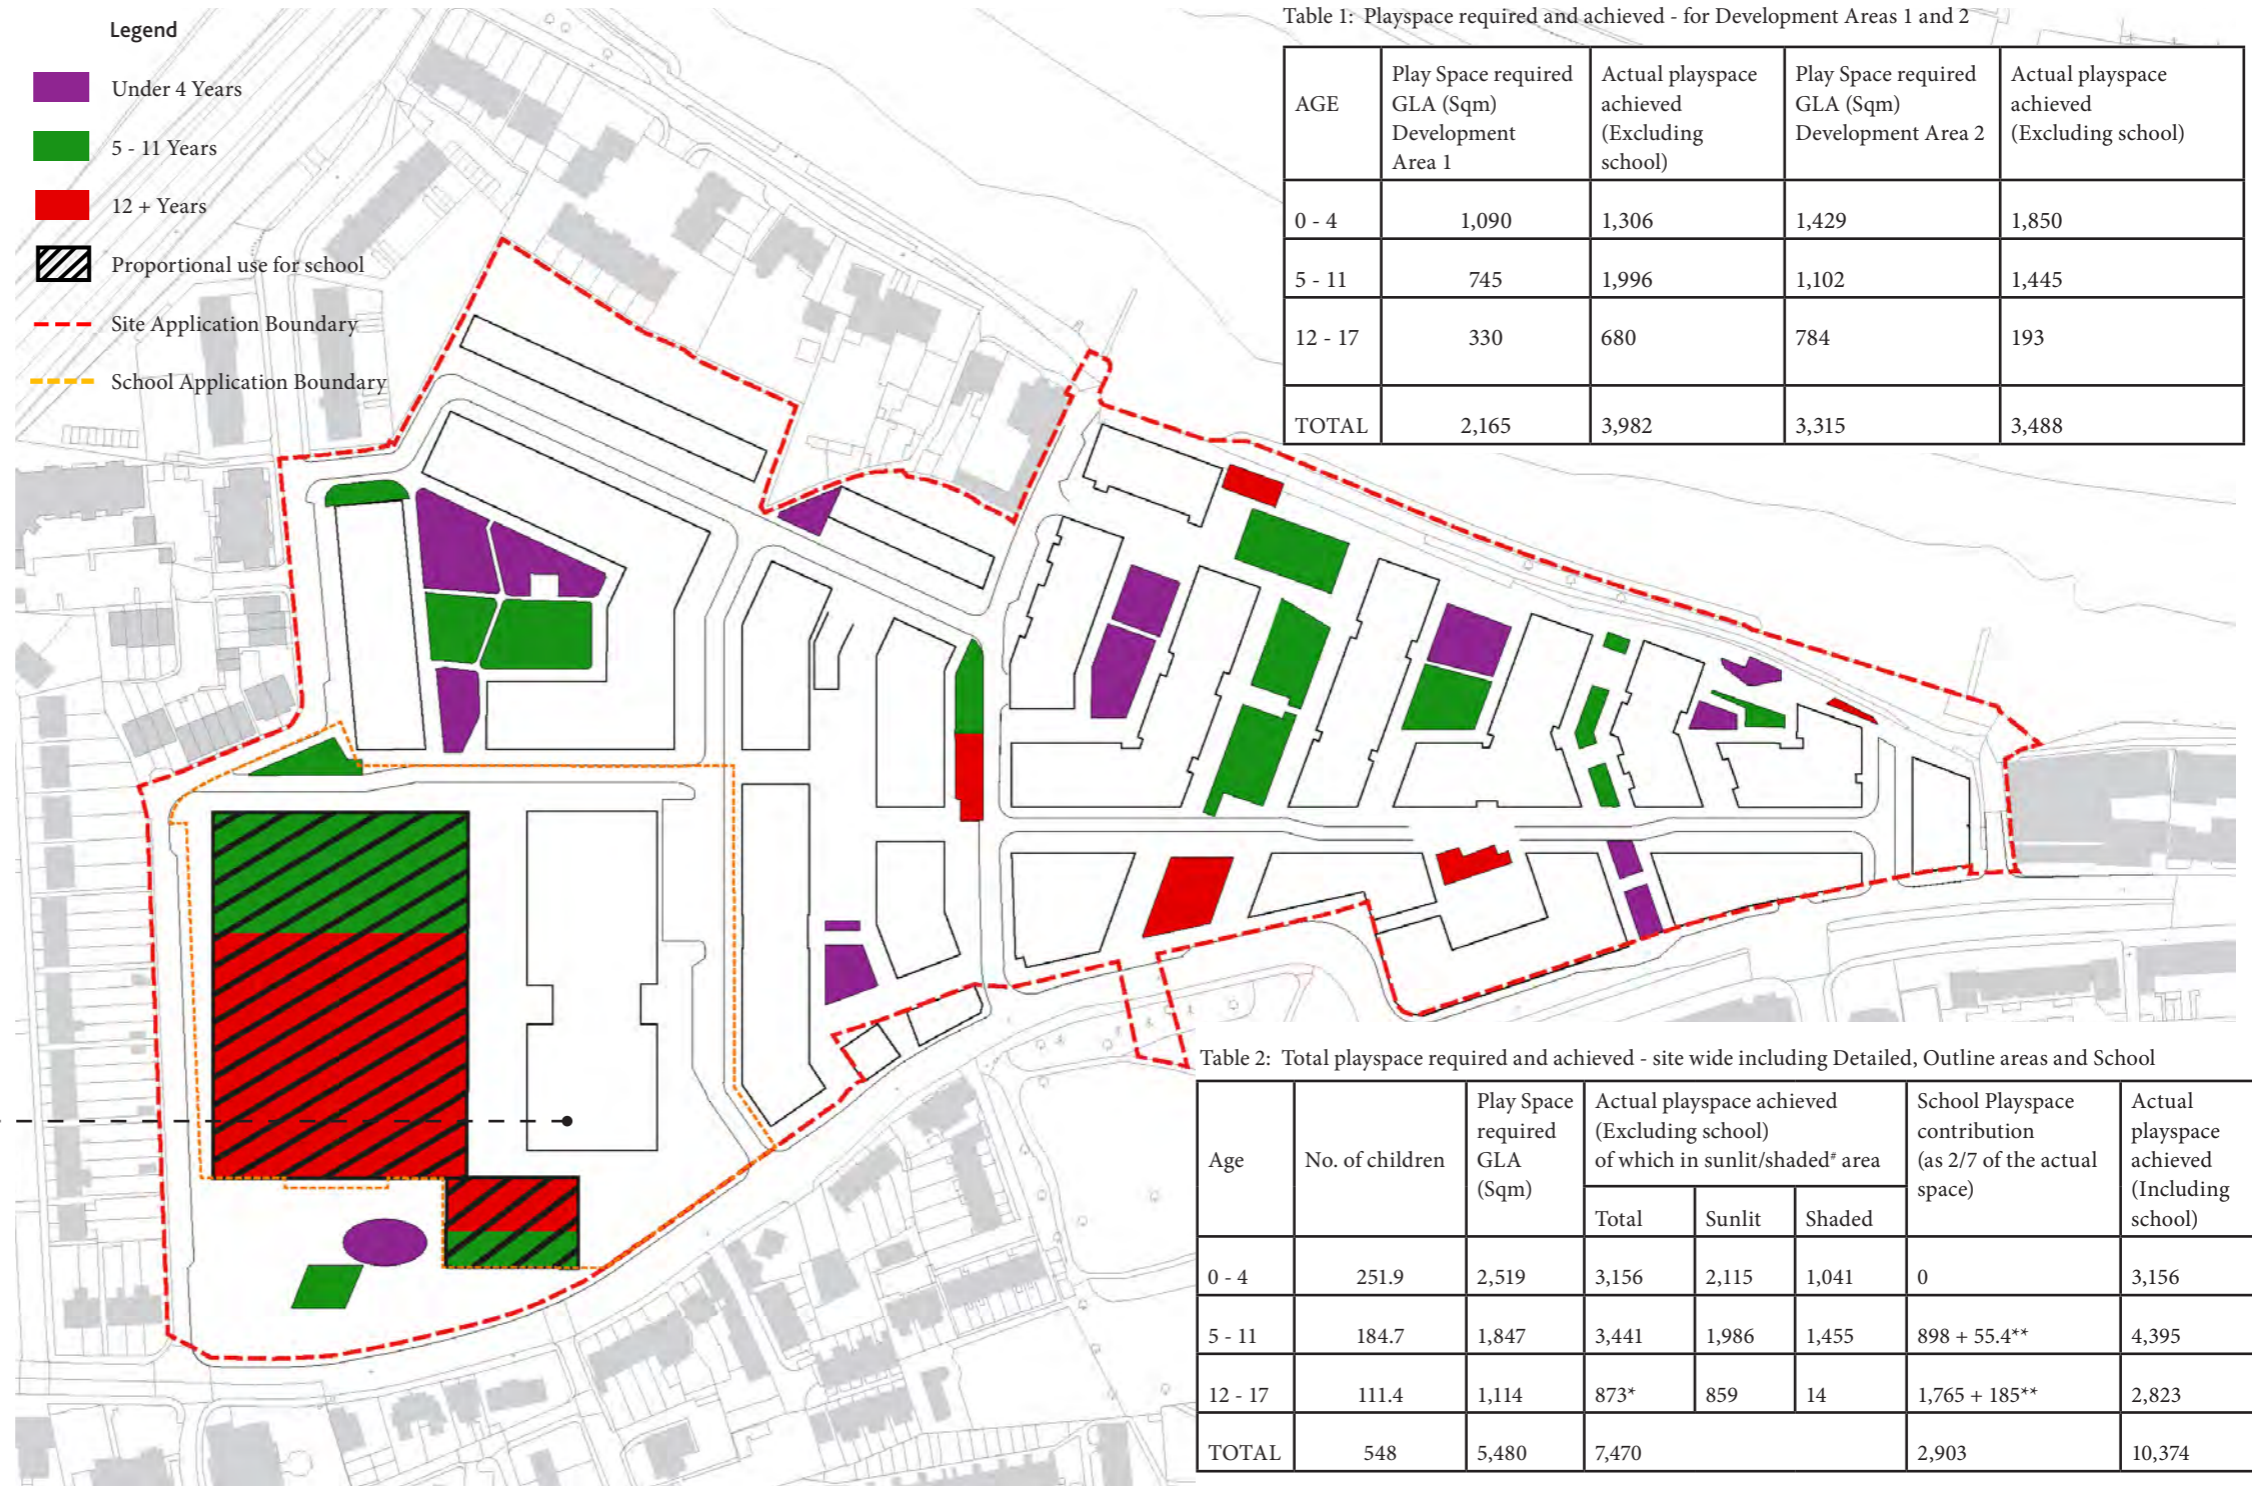 Legend
Under 4 Years
5 - 11 Years
12 + Years
Proportional use for school
Site Application Boundary
School Application Boundary
Table 1: Playspace required and achieved - for Development Areas 1 and 2
AGE
Play Space required
GLA (Sqm)
Development
Area 1
Actual playspace
achieved
(Excluding
school)
Play Space required
GLA (Sqm)
Development Area 2
Actual playspace
achieved
(Excluding school)
0 - 4 1,090 1,306 1,429 1,850
5 - 11 745 1,996 1,102 1,445
12 - 17 330 680 784 193
TOTAL 2,165 3,982 3,315 3,488
Table 2: Total playspace required and achieved - site wide including Detailed, Outline areas and School
Age
No. of children
Play Space
required
GLA
(Sqm)
Actual playspace achieved
(Excluding school)
of which in sunlit/shaded# area
Total Sunlit Shaded
School Playspace
contribution
(as 2/7 of the actual
space)
Actual
playspace
achieved
(Including
school)
0 - 4 251.9 2,519 3,156 2,115 1,041 0 3,156
5 - 11 184.7 1,847 3,441 1,986 1,455 898 + 55.4** 4,395
12 - 17 111.4 1,114 873* 859 14 1,765 + 185** 2,823
TOTAL 548 5,480 7,470 2,903 10,374